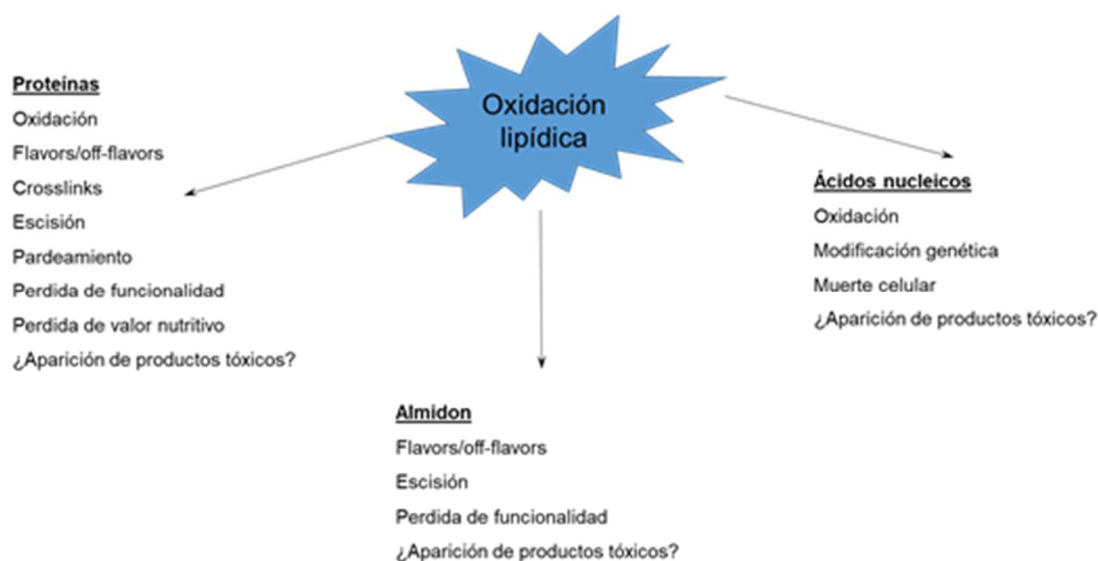 Oxidación
lipídica
Proteínas
Oxidación
Flavors/off-flavors
Crosslinks
Escisión
Pardeamiento
Perdida de funcionalidad
Perdida de valor nutritivo
¿Aparición de productos tóxicos?
Almidon
Flavors/off-flavors
Escisión
Perdida de funcionalidad
¿Aparición de productos tóxicos?
Ácidos nucleicos
Oxidación
Modificación genética
Muerte celular
¿Aparición de productos tóxicos?